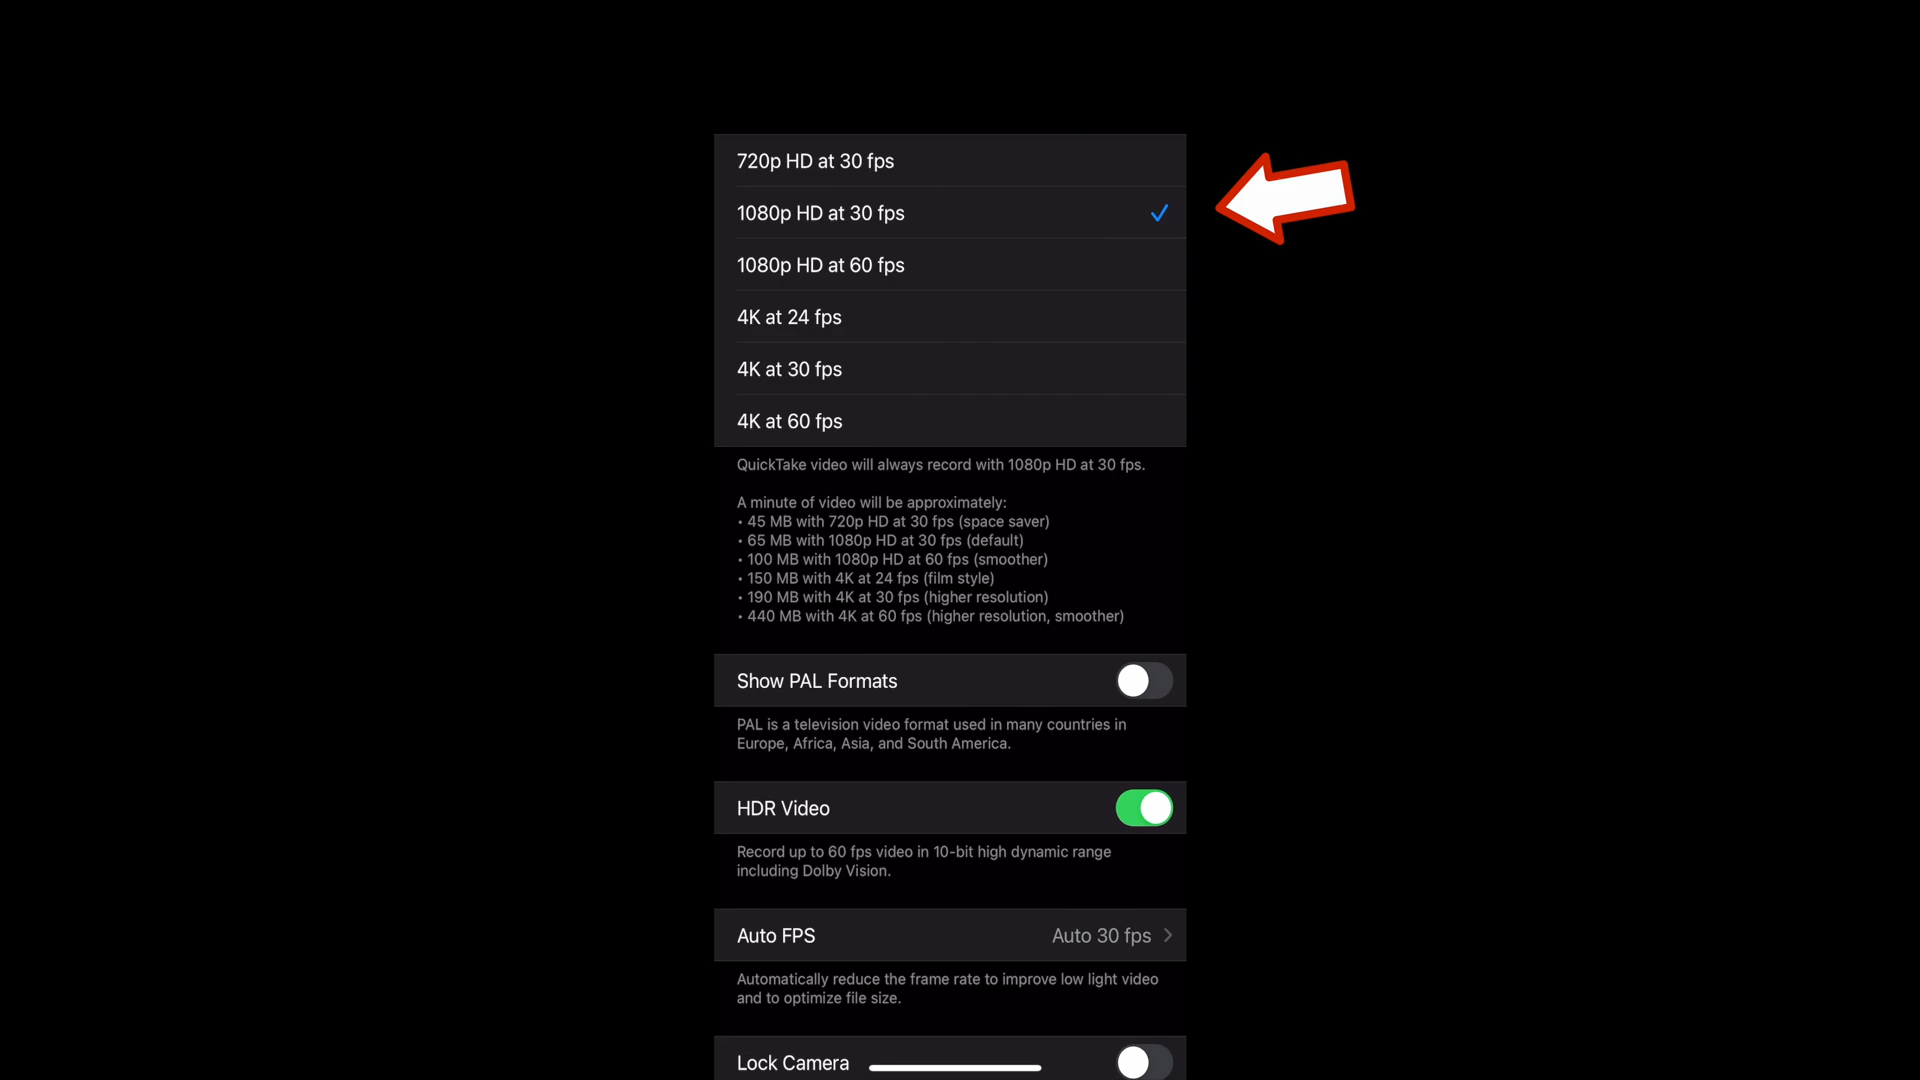 720p HD at 30 fps
1080p HD at 30 fps
1080p HD at 60 fps
4K at 24 fps
4K at 30 fps
4K at 60 fps
QuickTake video will always record with 1080p HD at 30 fps.
A minute of video will be approximately:
• 45 MB with 720p HD at 30 fps (space saver)
• 65 MB with 1080p HD at 30 fps (default)
• 100 MB with 1080p HD at 60 fps (smoother)
• 150 MB with 4K at 24 fps (film style)
• 190 MB with 4K at 30 fps (higher resolution)
• 440 MB with 4K at 60 fps (higher resolution, smoother)
Show PAL Formats
PAL is a television video format used in many countries in
Europe, Africa, Asia, and South America.
HDR Video
Record up to 60 fps video in 10-bit high dynamic range
including Dolby Vision.
Auto FPS Auto 30 fps
Automatically reduce the frame rate to improve low light video
and to optimize file size.
Lock Camera